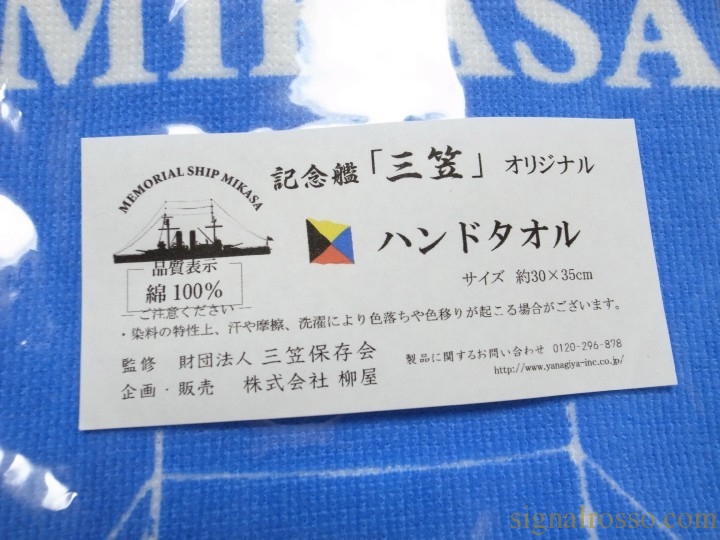 MIKASA
MEMORIAL SHIP MIKASA
記念艦「三笠」オリジナル
ハンドタオル
サイズ 約30×35cm
品質表示
綿 100%
ご注意ください
・染料の特性上、汗や摩擦、洗濯により色落ちや色移りが起こる場合がございます。
監修 財団法人 三笠保存会
企画・販売 株式会社 柳屋
製品に関するお問い合わせ 0120-296-878
http://www.yanagiya-inc.co.jp/
signalrosso.com